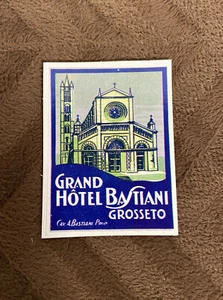 GRAND
HÔTEL BASTIANI
GROSSETO
CAV A. BASTIANI PROP